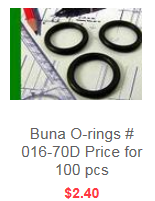 Buna O-rings #
016-70D Price for
100 pcs
$2.40